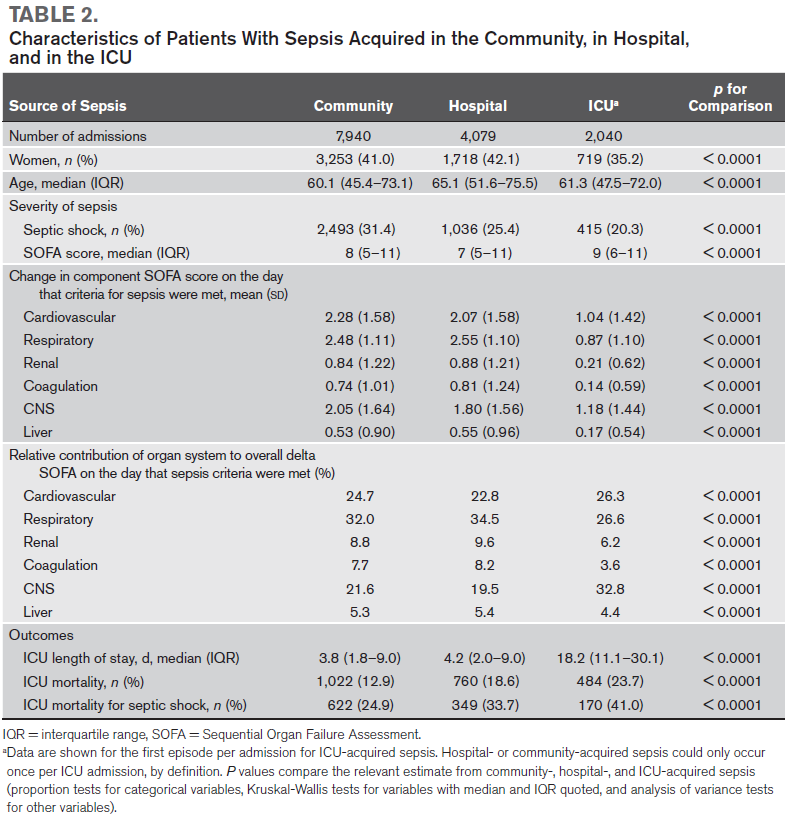 TABLE 2.
Characteristics of Patients With Sepsis Acquired in the Community, in Hospital,
and in the ICU
Source of Sepsis Community Hospital ICUᵃ p for Comparison
Number of admissions 7,940 4,079 2,040
Women, n (%) 3,253 (41.0) 1,718 (42.1) 719 (35.2) < 0.0001
Age, median (IQR) 60.1 (45.4–73.1) 65.1 (51.6–75.5) 61.3 (47.5–72.0) < 0.0001
Severity of sepsis
Septic shock, n (%) 2,493 (31.4) 1,036 (25.4) 415 (20.3) < 0.0001
SOFA score, median (IQR) 8 (5–11) 7 (5–11) 9 (6–11) < 0.0001
Change in component SOFA score on the day
that criteria for sepsis were met, mean (SD)
Cardiovascular 2.28 (1.58) 2.07 (1.58) 1.04 (1.42) < 0.0001
Respiratory 2.48 (1.11) 2.55 (1.10) 0.87 (1.10) < 0.0001
Renal 0.84 (1.22) 0.88 (1.21) 0.21 (0.62) < 0.0001
Coagulation 0.74 (1.01) 0.81 (1.24) 0.14 (0.59) < 0.0001
CNS 2.05 (1.64) 1.80 (1.56) 1.18 (1.44) < 0.0001
Liver 0.53 (0.90) 0.55 (0.96) 0.17 (0.54) < 0.0001
Relative contribution of organ system to overall delta
SOFA on the day that sepsis criteria were met (%)
Cardiovascular 24.7 22.8 26.3 < 0.0001
Respiratory 32.0 34.5 26.6 < 0.0001
Renal 8.8 9.6 6.2 < 0.0001
Coagulation 7.7 8.2 3.6 < 0.0001
CNS 21.6 19.5 32.8 < 0.0001
Liver 5.3 5.4 4.4 < 0.0001
Outcomes
ICU length of stay, d, median (IQR) 3.8 (1.8–9.0) 4.2 (2.0–9.0) 18.2 (11.1–30.1) < 0.0001
ICU mortality, n (%) 1,022 (12.9) 760 (18.6) 484 (23.7) < 0.0001
ICU mortality for septic shock, n (%) 622 (24.9) 349 (33.7) 170 (41.0) < 0.0001
IQR = interquartile range, SOFA = Sequential Organ Failure Assessment.
ᵃData are shown for the first episode per admission for ICU-acquired sepsis. Hospital- or community-acquired sepsis could only occur
once per ICU admission, by definition. P values compare the relevant estimate from community-, hospital-, and ICU-acquired sepsis
(proportion tests for categorical variables, Kruskal-Wallis tests for variables with median and IQR quoted, and analysis of variance tests
for other variables).